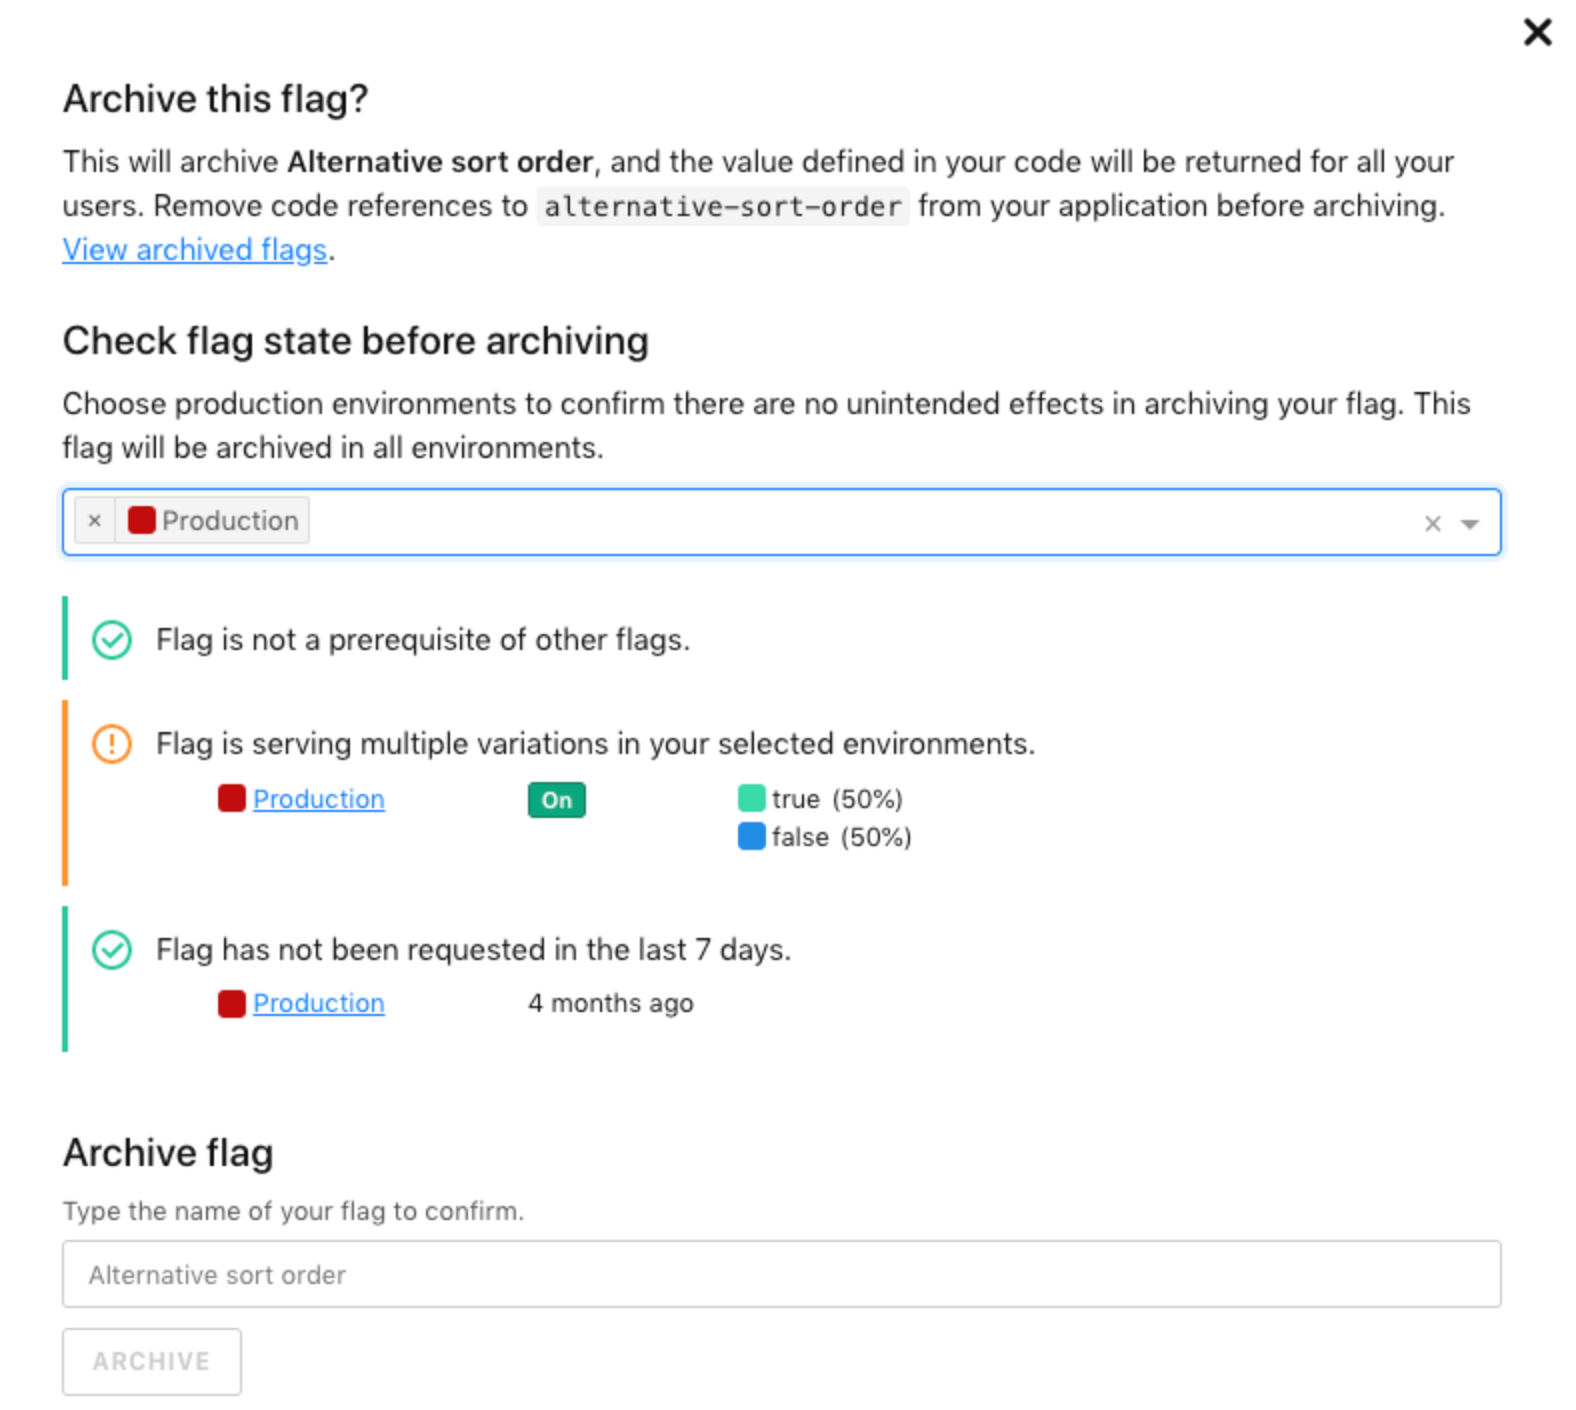 Archive this flag?
This will archive Alternative sort order, and the value defined in your code will be returned for all your
users. Remove code references to alternative-sort-order from your application before archiving.
View archived flags.
Check flag state before archiving
Choose production environments to confirm there are no unintended effects in archiving your flag. This
flag will be archived in all environments.
× Production
Flag is not a prerequisite of other flags.
Flag is serving multiple variations in your selected environments.
Production On true (50%)
false (50%)
Flag has not been requested in the last 7 days.
Production 4 months ago
Archive flag
Type the name of your flag to confirm.
Alternative sort order
ARCHIVE